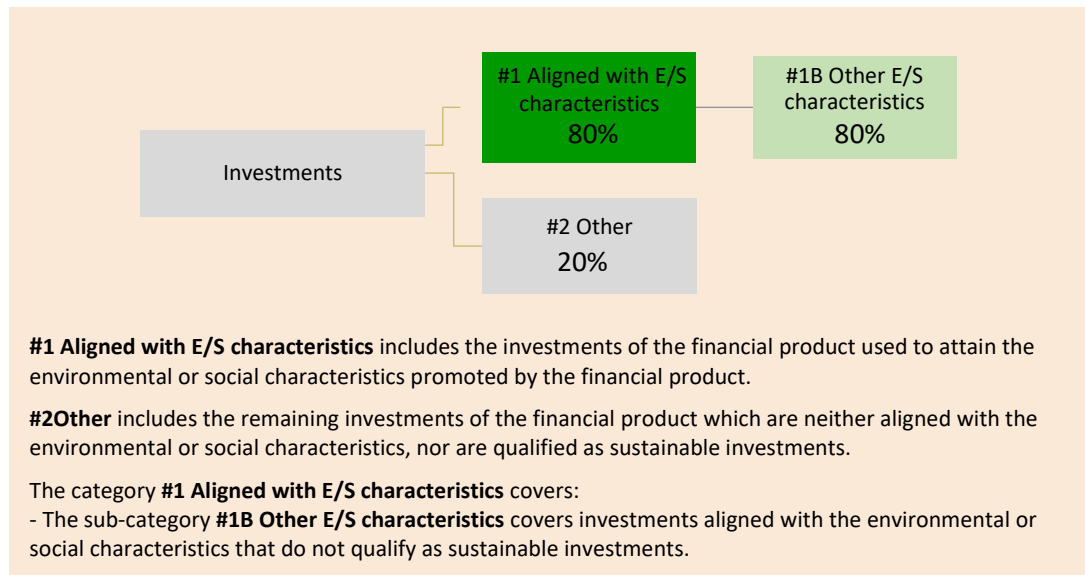 #1 Aligned with E/S
characteristics
80%
#1B Other E/S
characteristics
80%
Investments
#2 Other
20%
#1 Aligned with E/S characteristics includes the investments of the financial product used to attain the
environmental or social characteristics promoted by the financial product.
#2Other includes the remaining investments of the financial product which are neither aligned with the
environmental or social characteristics, nor are qualified as sustainable investments.
The category #1 Aligned with E/S characteristics covers:
- The sub-category #1B Other E/S characteristics covers investments aligned with the environmental or
social characteristics that do not qualify as sustainable investments.